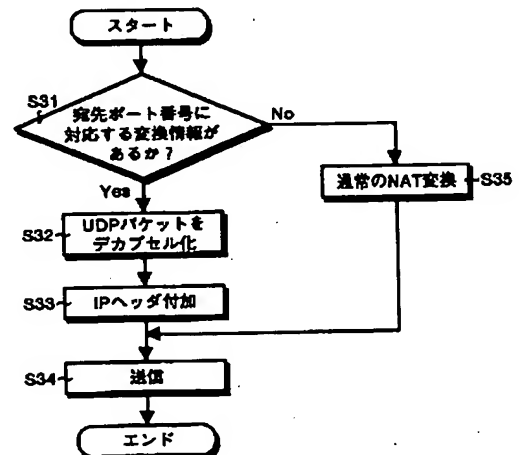 スタート
S31
宛先ポート番号に
対応する変換情報が
あるか?
No
Yes
通常のNAT変換
S35
S32
UDPパケットを
デカプセル化
S33
IPヘッダ付加
S34
送信
エンド